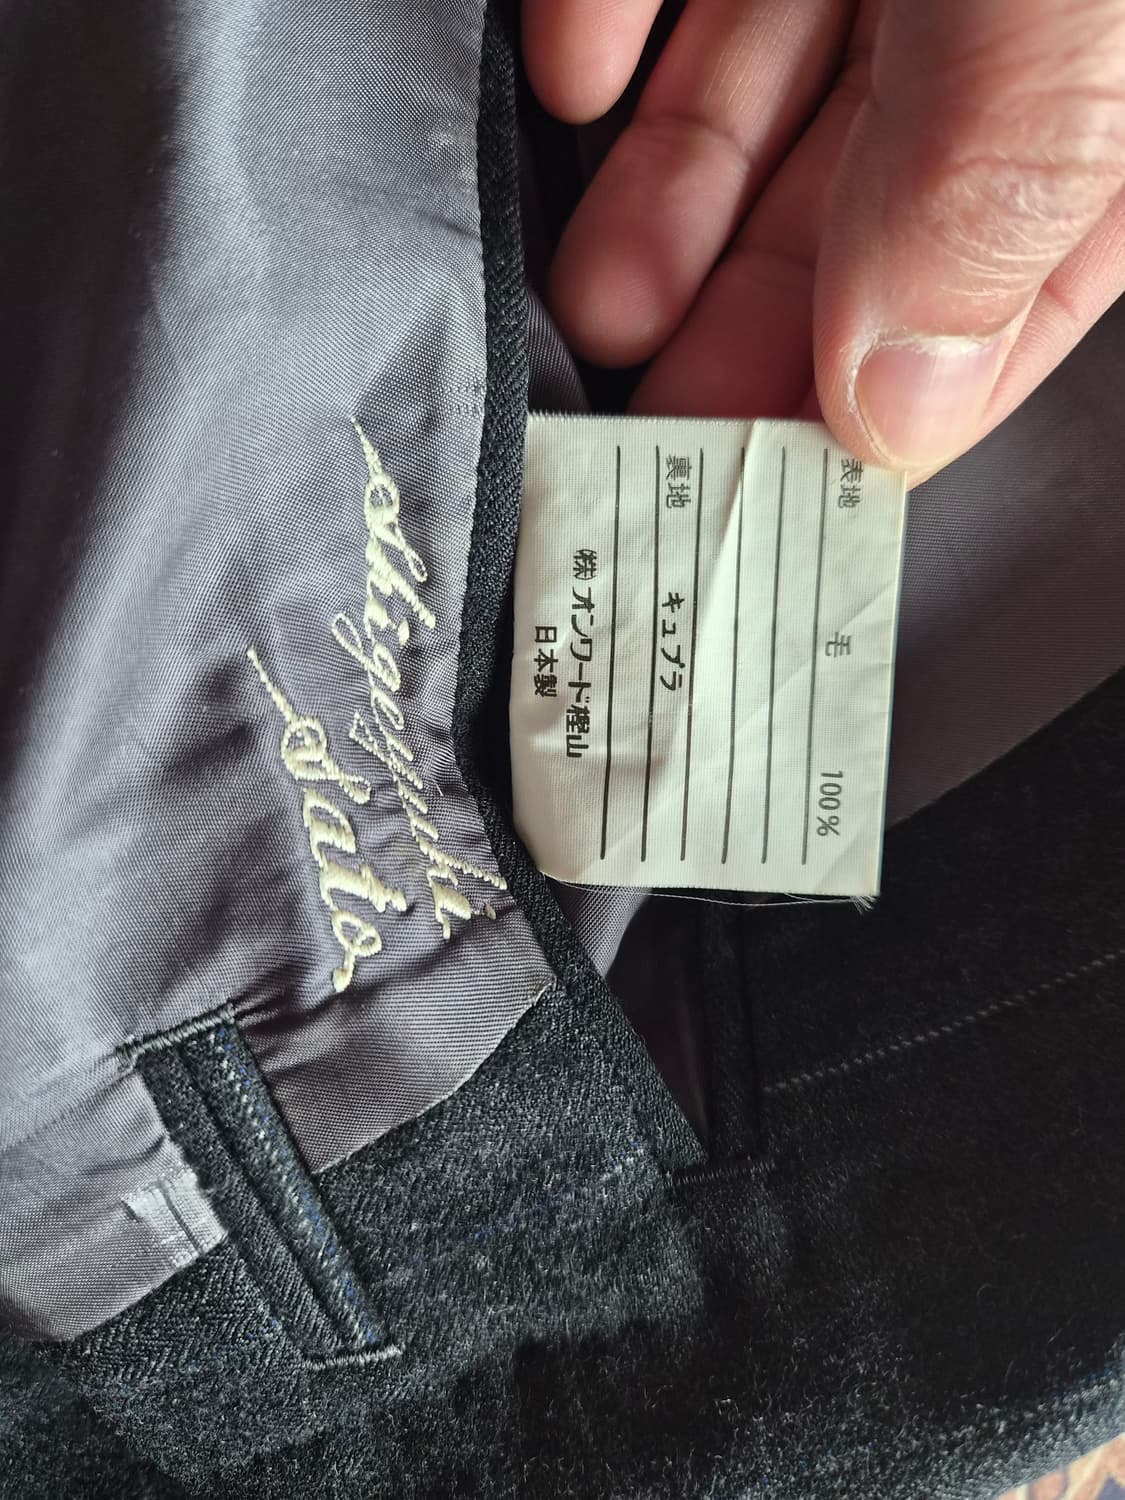 表地 毛 100%
裏地 キュプラ
㈱オンワード樫山
日本製
Shigeyuki
Sato